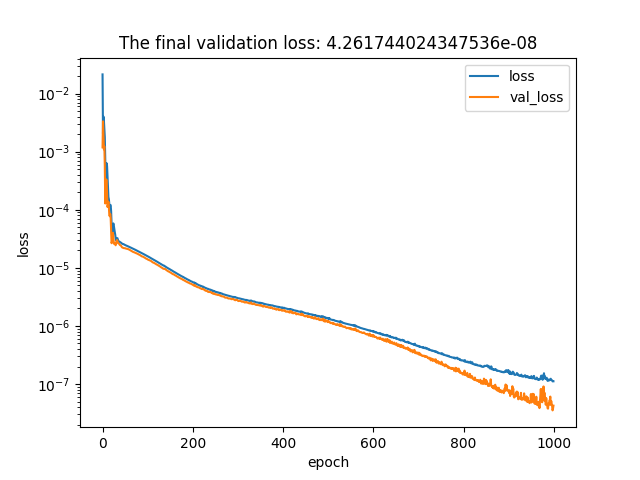 The final validation loss: 4.261744024347536e-08
loss
val_loss
10⁻²
10⁻³
10⁻⁴
10⁻⁵
10⁻⁶
10⁻⁷
loss
0 200 400 600 800 1000
epoch